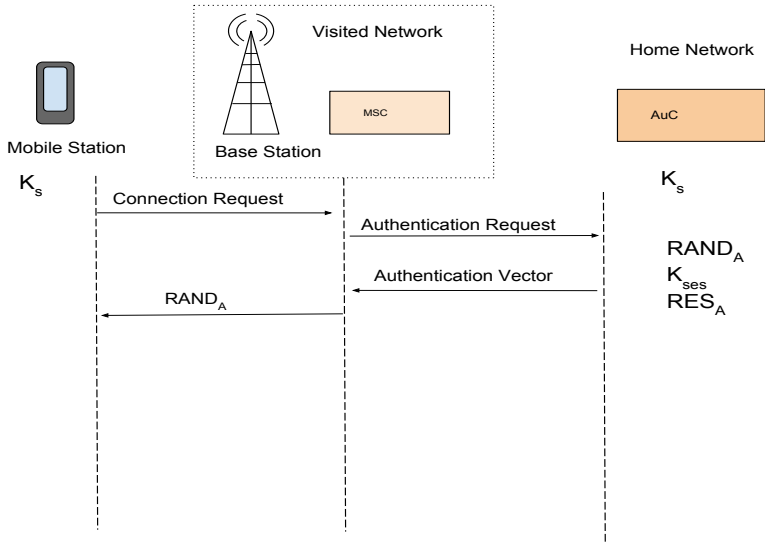 Visited Network
Home Network
MSC
AuC
Mobile Station
Base Station
Ks
Ks
Connection Request
Authentication Request
RANDA
Authentication Vector
Kses
RANDA
RESA